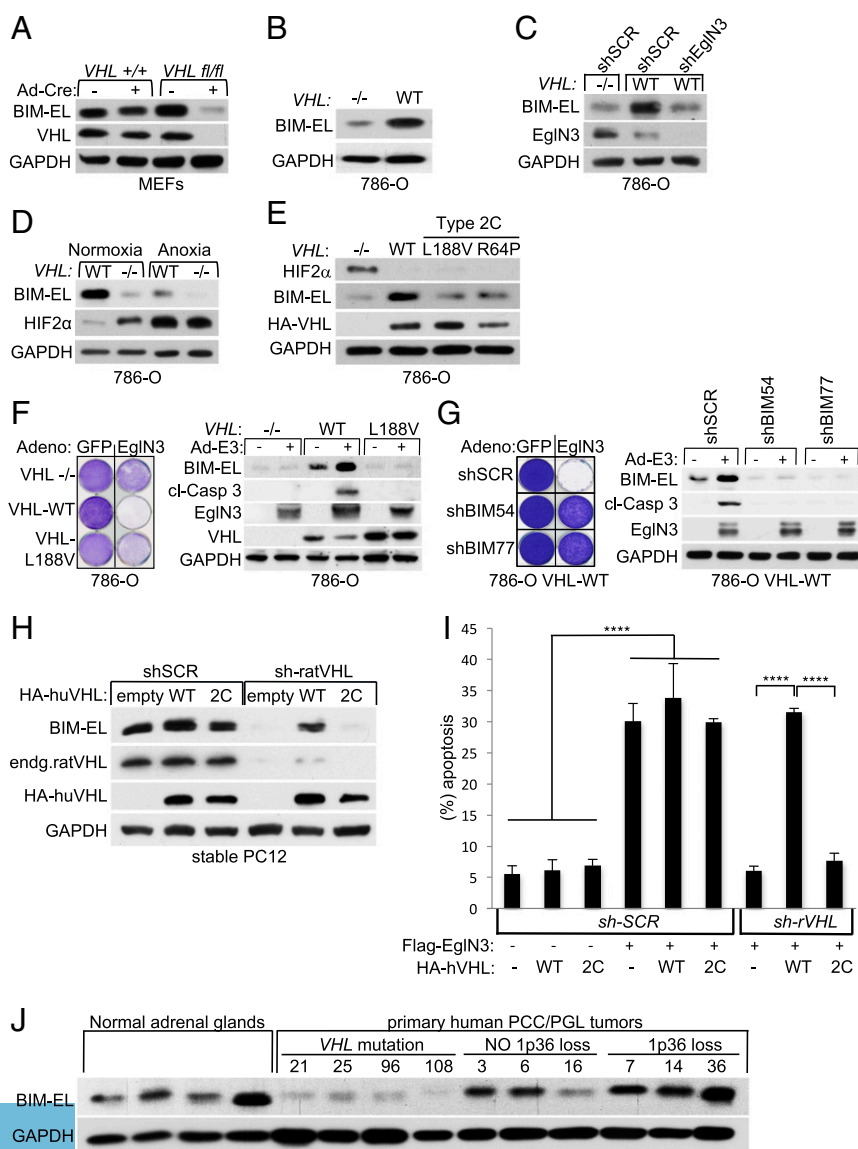 A
VHL +/+ VHL fl/fl
Ad-Cre: - + - +
BIM-EL
VHL
GAPDH
MEFs
B
VHL: -/- WT
BIM-EL
GAPDH
786-O
C
shSCR shSCR shEglN3
VHL: -/- WT WT
BIM-EL
EglN3
GAPDH
786-O
D
Normoxia Anoxia
VHL: WT -/- WT -/-
BIM-EL
HIF2α
GAPDH
786-O
E
Type 2C
VHL: -/- WT L188V R64P
HIF2α
BIM-EL
HA-VHL
GAPDH
786-O
F
Adeno: GFP EglN3
VHL -/-
VHL-WT
VHL-
L188V
786-O
VHL: -/- WT L188V
Ad-E3: - + - + - +
BIM-EL
cl-Casp 3
EglN3
VHL
GAPDH
786-O
G
Adeno: GFP EglN3
shSCR
shBIM54
shBIM77
786-O VHL-WT
shSCR shBIM54 shBIM77
Ad-E3: - + - + - +
BIM-EL
cl-Casp 3
EglN3
GAPDH
786-O VHL-WT
H
shSCR sh-ratVHL
HA-huVHL: empty WT 2C empty WT 2C
BIM-EL
endg.ratVHL
HA-huVHL
GAPDH
stable PC12
I
(%) apoptosis
45
40
35
30
25
20
15
10
5
0
**** **** ****
sh-SCR sh-rVHL
Flag-EglN3: - - - + + + + + +
HA-hVHL: - WT 2C - WT 2C - WT 2C
J
Normal adrenal glands primary human PCC/PGL tumors
VHL mutation NO 1p36 loss 1p36 loss
21 25 96 108 3 6 16 7 14 36
BIM-EL
GAPDH